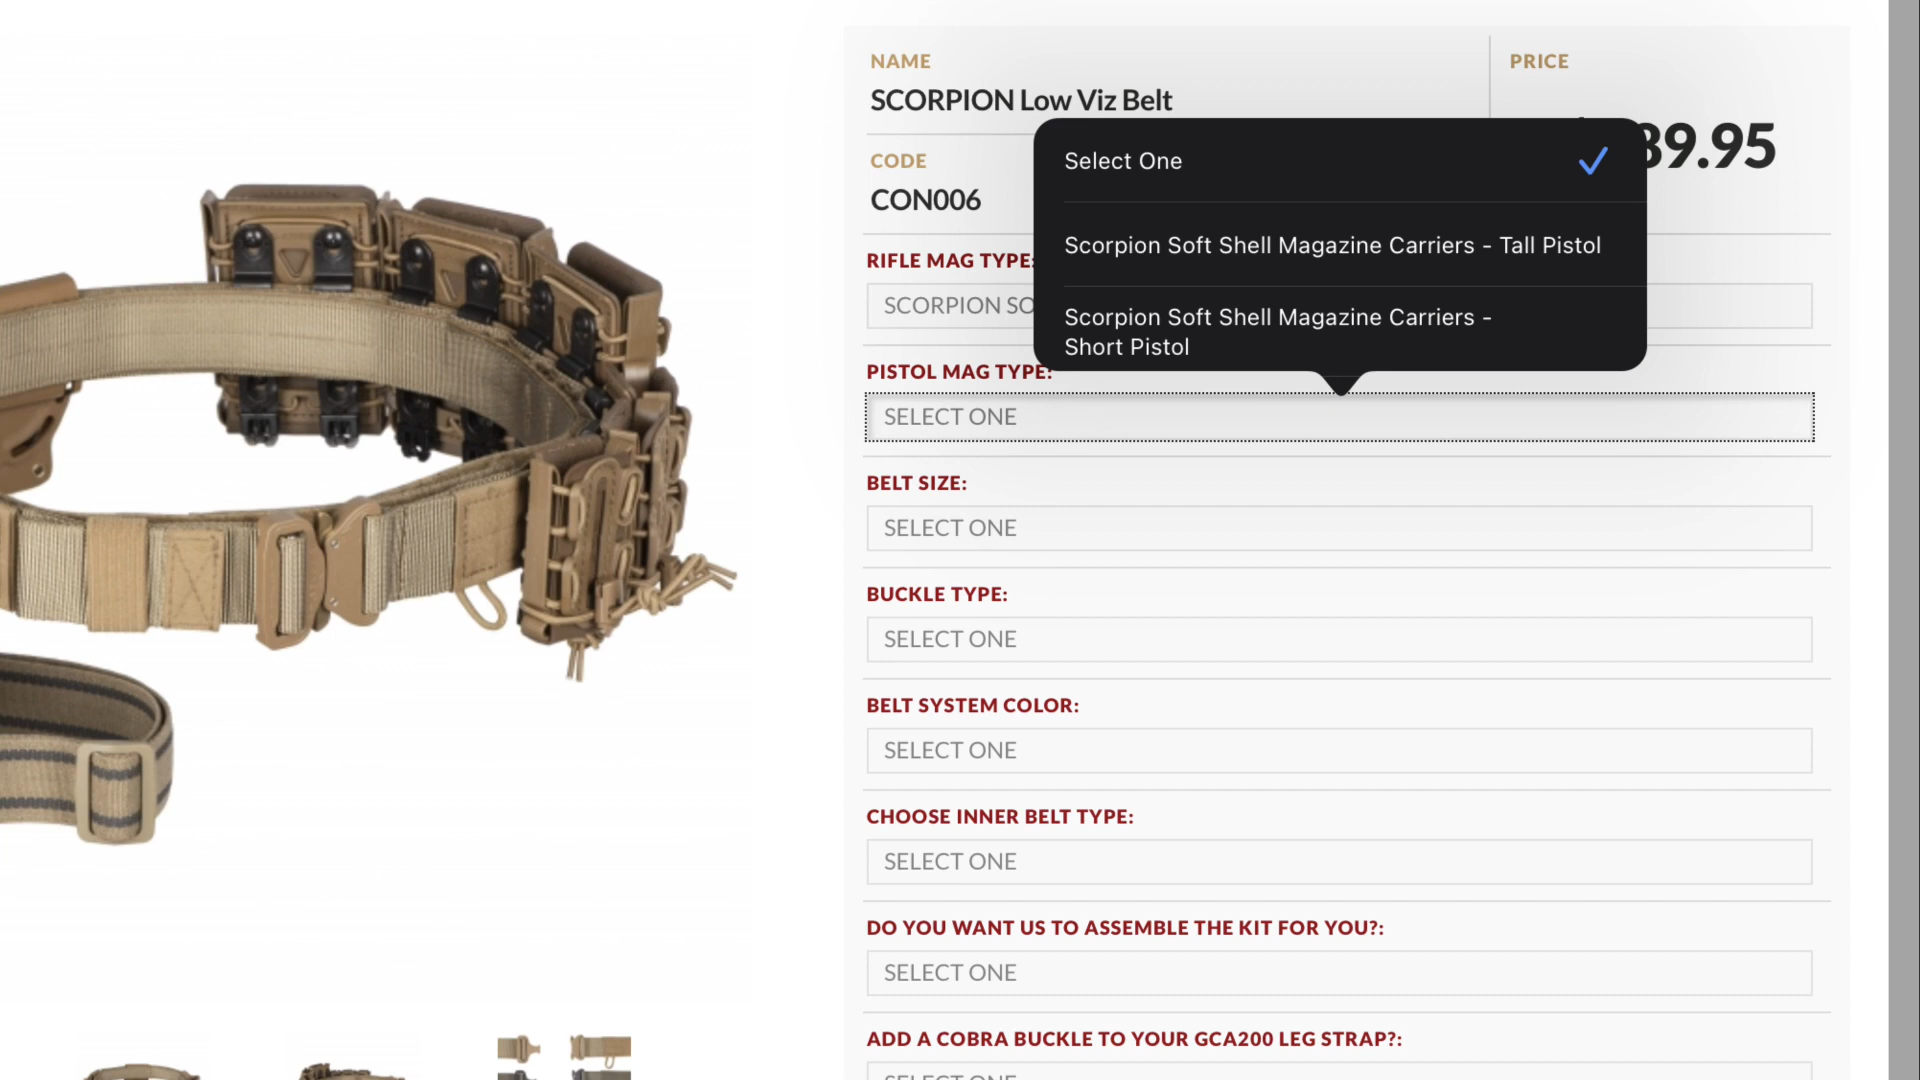 NAME
SCORPION Low Viz Belt
PRICE
89.95
CODE
CON006
Select One
Scorpion Soft Shell Magazine Carriers - Tall Pistol
Scorpion Soft Shell Magazine Carriers -
Short Pistol
RIFLE MAG TYPE:
SCORPION SO
PISTOL MAG TYPE:
SELECT ONE
BELT SIZE:
SELECT ONE
BUCKLE TYPE:
SELECT ONE
BELT SYSTEM COLOR:
SELECT ONE
CHOOSE INNER BELT TYPE:
SELECT ONE
DO YOU WANT US TO ASSEMBLE THE KIT FOR YOU?:
SELECT ONE
ADD A COBRA BUCKLE TO YOUR GCA200 LEG STRAP?:
SELECT ONE